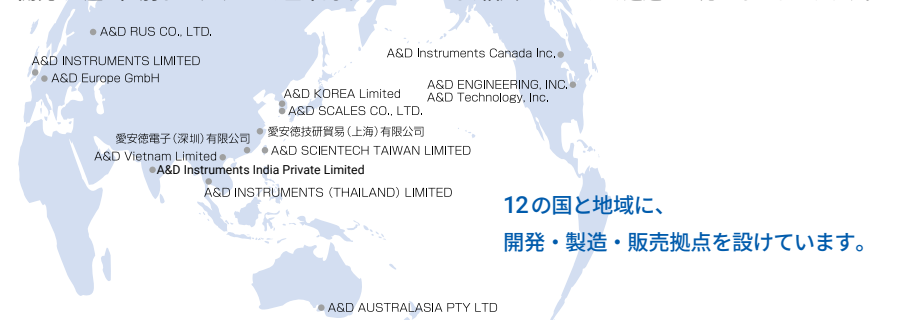 A&D RUS CO., LTD.
A&D Instruments Canada Inc.
A&D INSTRUMENTS LIMITED
A&D Europe GmbH
A&D ENGINEERING, INC.
A&D Technology, Inc.
A&D KOREA Limited
A&D SCALES CO., LTD.
愛安徳技研貿易（上海）有限公司
愛安徳電子（深圳）有限公司
A&D SCIENTECH TAIWAN LIMITED
A&D Vietnam Limited
A&D Instruments India Private Limited
A&D INSTRUMENTS (THAILAND) LIMITED
12の国と地域に、
開発・製造・販売拠点を設けています。
A&D AUSTRALASIA PTY LTD